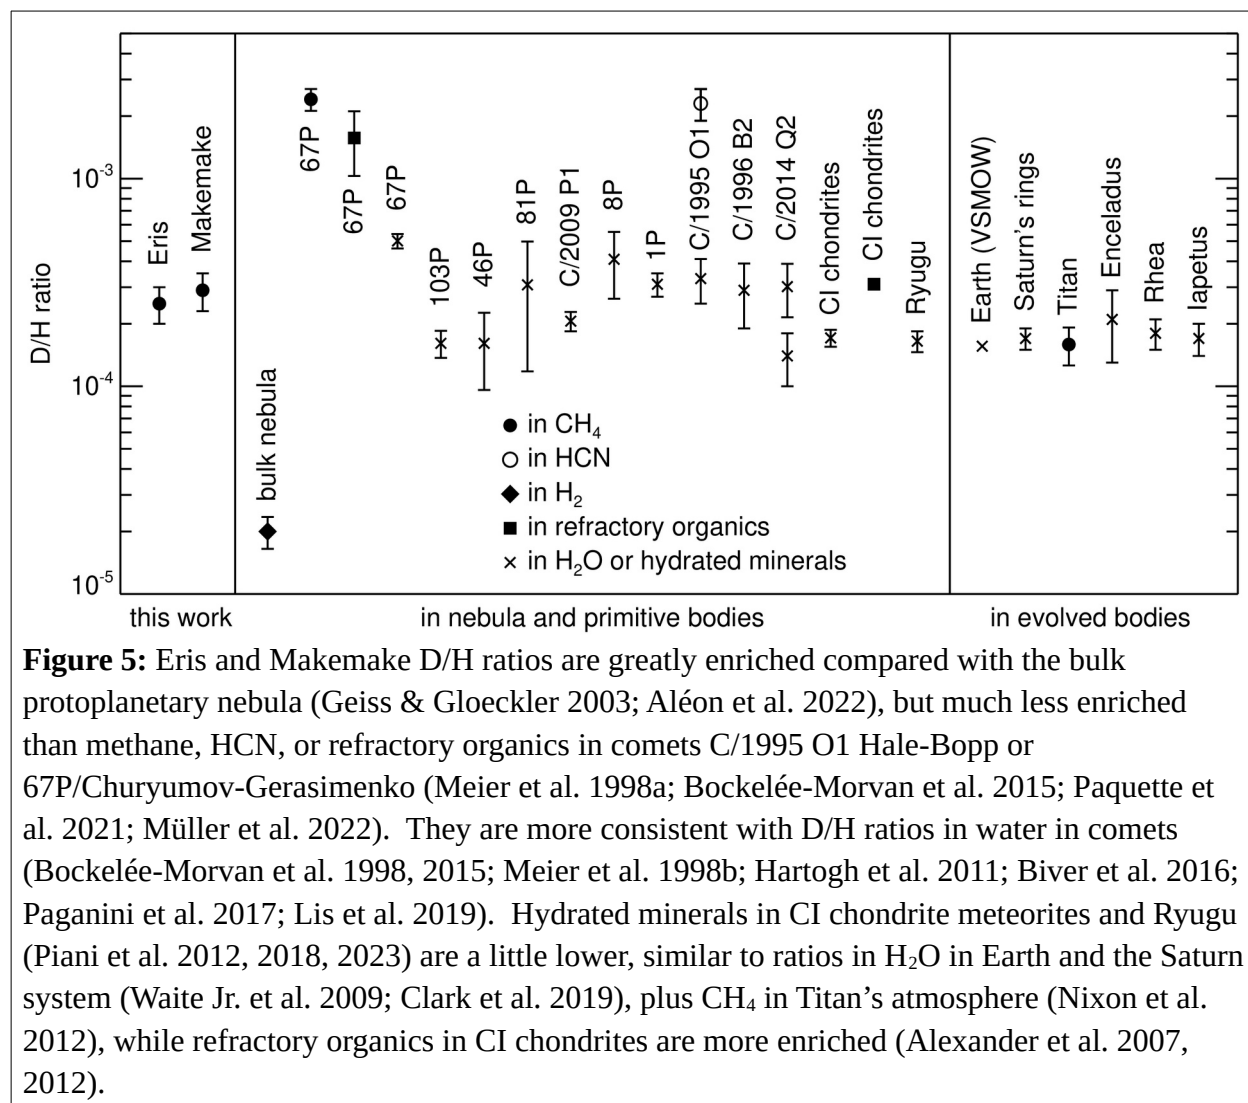 D/H ratio
10⁻³
10⁻⁴
10⁻⁵
Eris
Makemake
bulk nebula
67P
67P
67P
103P
46P
81P
C/2009 P1
8P
1P
C/1995 O1
C/1996 B2
C/2014 Q2
CI chondrites
CI chondrites
Ryugu
Earth (VSMOW)
Saturn's rings
Titan
Enceladus
Rhea
Iapetus
in CH₄
in HCN
in H₂
in refractory organics
in H₂O or hydrated minerals
this work
in nebula and primitive bodies
in evolved bodies
Figure 5: Eris and Makemake D/H ratios are greatly enriched compared with the bulk
protoplanetary nebula (Geiss & Gloeckler 2003; Aléon et al. 2022), but much less enriched
than methane, HCN, or refractory organics in comets C/1995 O1 Hale-Bopp or
67P/Churyumov-Gerasimenko (Meier et al. 1998a; Bockelée-Morvan et al. 2015; Paquette et
al. 2021; Müller et al. 2022). They are more consistent with D/H ratios in water in comets
(Bockelée-Morvan et al. 1998, 2015; Meier et al. 1998b; Hartogh et al. 2011; Biver et al. 2016;
Paganini et al. 2017; Lis et al. 2019). Hydrated minerals in CI chondrite meteorites and Ryugu
(Piani et al. 2012, 2018, 2023) are a little lower, similar to ratios in H₂O in Earth and the Saturn
system (Waite Jr. et al. 2009; Clark et al. 2019), plus CH₄ in Titan's atmosphere (Nixon et al.
2012), while refractory organics in CI chondrites are more enriched (Alexander et al. 2007,
2012).